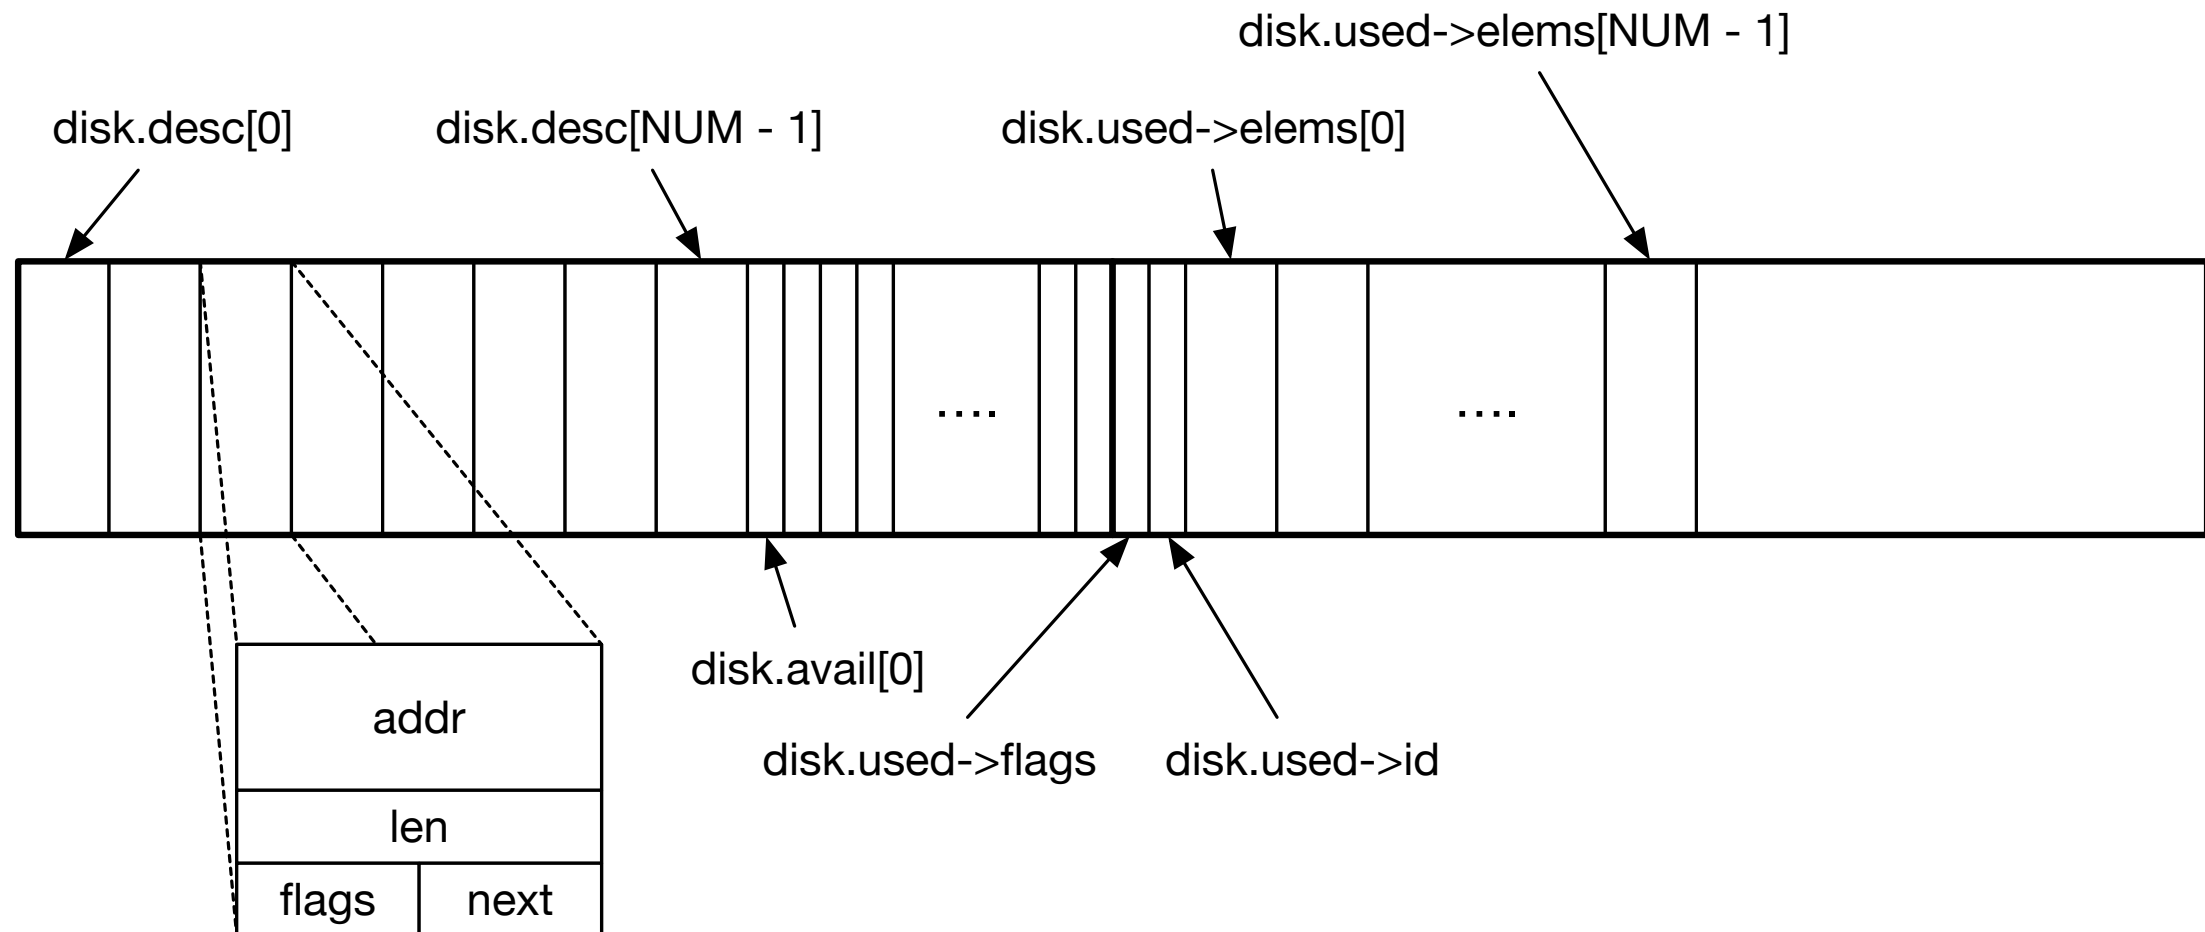 disk.used->elems[NUM - 1]
disk.desc[0]
disk.desc[NUM - 1]
disk.used->elems[0]
....
....
disk.avail[0]
addr
disk.used->flags
disk.used->id
len
flags
next